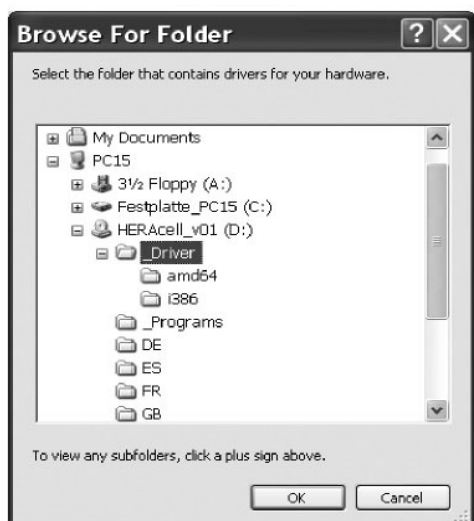 Browse For Folder
Select the folder that contains drivers for your hardware.
My Documents
PC15
3½ Floppy (A:)
Festplatte_PC15 (C:)
HERAcell_v01 (D:)
_Driver
amd64
i386
_Programs
DE
ES
FR
GB
To view any subfolders, click a plus sign above.
OK Cancel